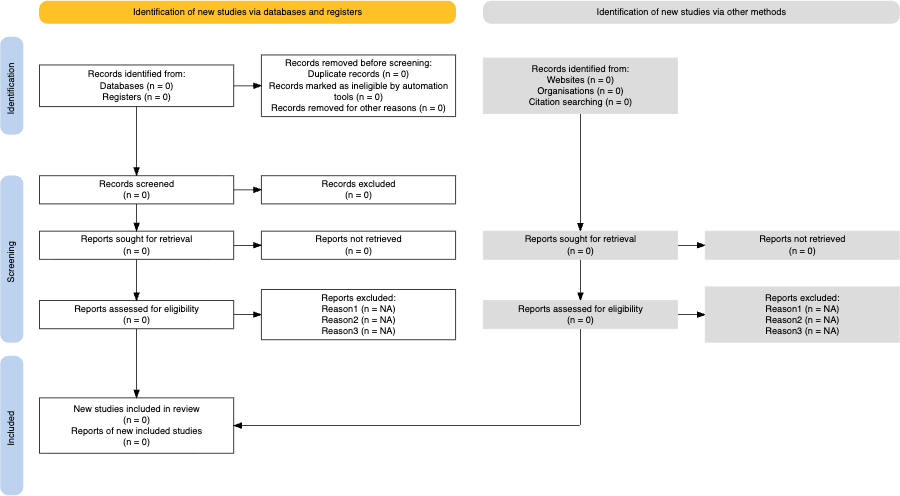 Identification of new studies via databases and registers
Identification of new studies via other methods
Identification
Records identified from:
Databases (n = 0)
Registers (n = 0)
Records removed before screening:
Duplicate records (n = 0)
Records marked as ineligible by automation
tools (n = 0)
Records removed for other reasons (n = 0)
Records identified from:
Websites (n = 0)
Organisations (n = 0)
Citation searching (n = 0)
Screening
Records screened
(n = 0)
Records excluded
(n = 0)
Reports sought for retrieval
(n = 0)
Reports not retrieved
(n = 0)
Reports sought for retrieval
(n = 0)
Reports not retrieved
(n = 0)
Reports assessed for eligibility
(n = 0)
Reports excluded:
Reason1 (n = NA)
Reason2 (n = NA)
Reason3 (n = NA)
Reports assessed for eligibility
(n = 0)
Reports excluded:
Reason1 (n = NA)
Reason2 (n = NA)
Reason3 (n = NA)
Included
New studies included in review
(n = 0)
Reports of new included studies
(n = 0)